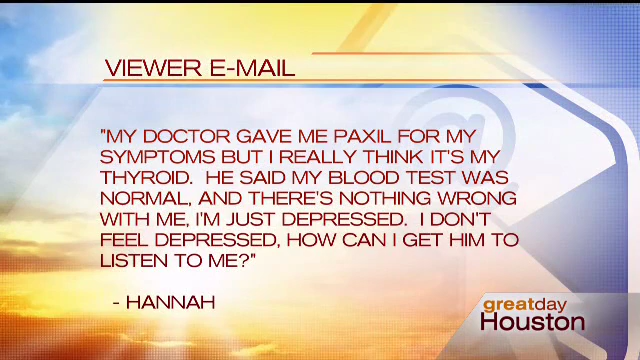 VIEWER E-MAIL
"MY DOCTOR GAVE ME PAXIL FOR MY
SYMPTOMS BUT I REALLY THINK IT'S MY
THYROID.  HE SAID MY BLOOD TEST WAS
NORMAL, AND THERE'S NOTHING WRONG
WITH ME, I'M JUST DEPRESSED.  I DON'T
FEEL DEPRESSED, HOW CAN I GET HIM TO
LISTEN TO ME?"
- HANNAH
greatday
Houston